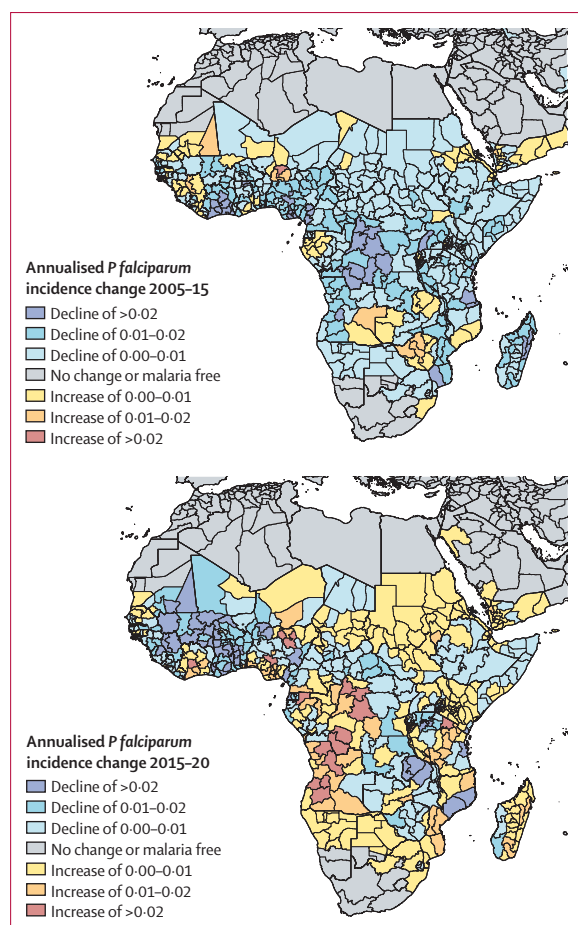 Annualised P falciparum
incidence change 2005–15
Decline of >0·02
Decline of 0·01–0·02
Decline of 0·00–0·01
No change or malaria free
Increase of 0·00–0·01
Increase of 0·01–0·02
Increase of >0·02
Annualised P falciparum
incidence change 2015–20
Decline of >0·02
Decline of 0·01–0·02
Decline of 0·00–0·01
No change or malaria free
Increase of 0·00–0·01
Increase of 0·01–0·02
Increase of >0·02